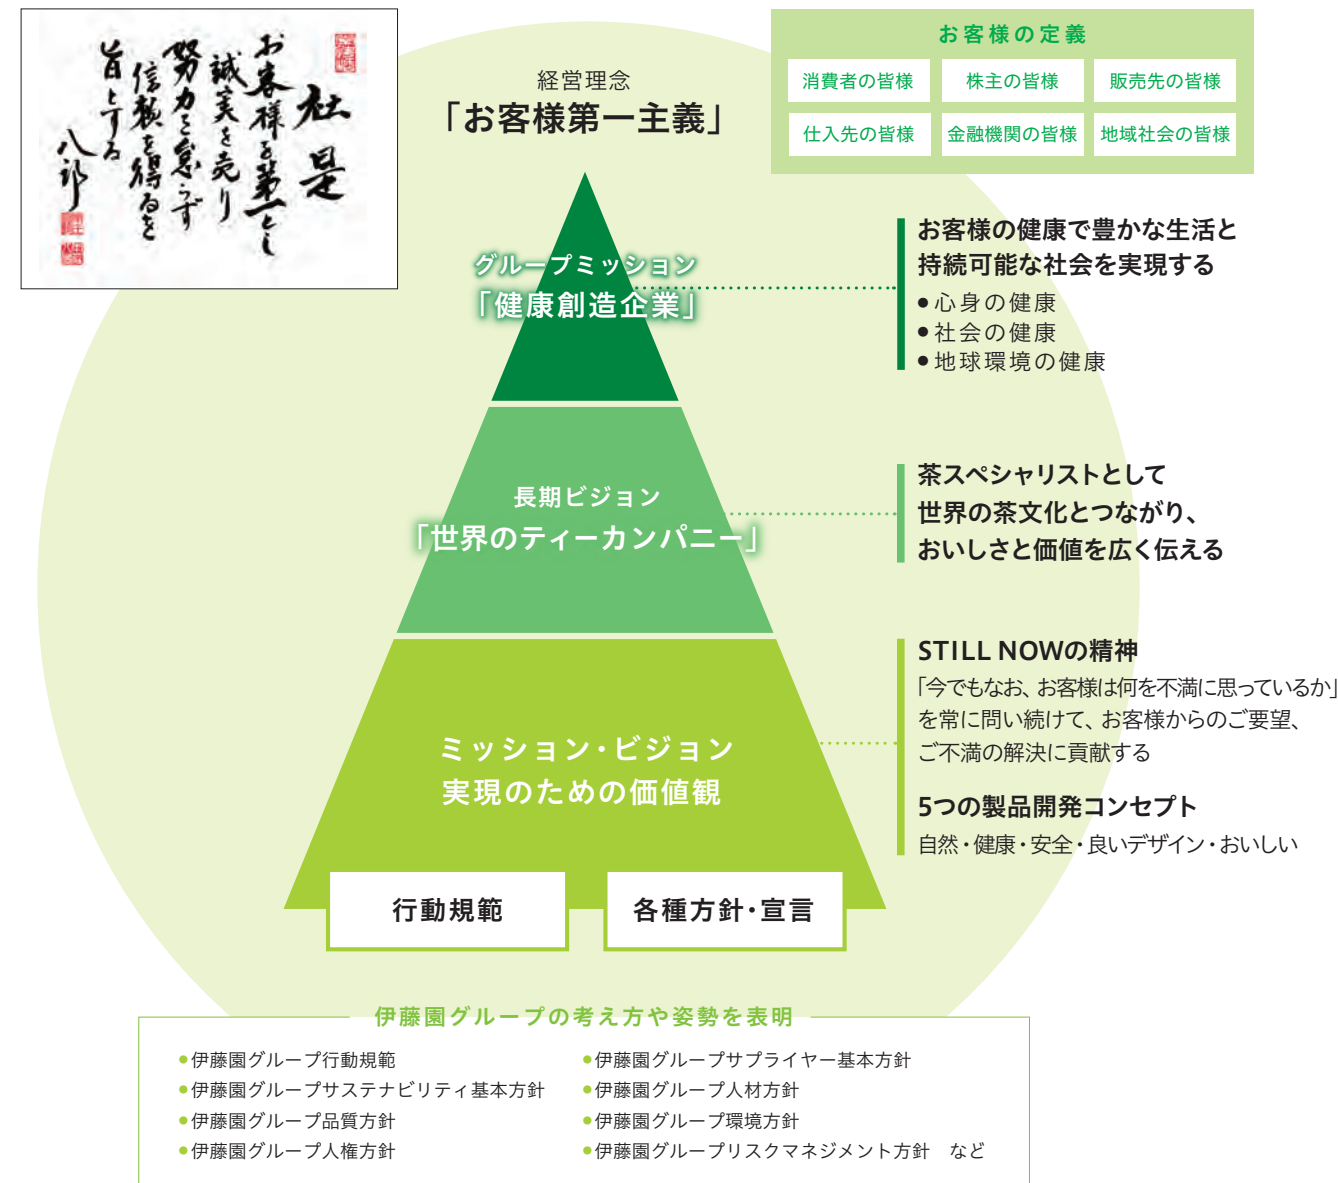 社是
お客様を第一とし
誠実を売り
努力を怠らず
信頼を得るを
旨とする
八郎
経営理念
「お客様第一主義」
お客様の定義
消費者の皆様
株主の皆様
販売先の皆様
仕入先の皆様
金融機関の皆様
地域社会の皆様
グループミッション
「健康創造企業」
お客様の健康で豊かな生活と
持続可能な社会を実現する
●心身の健康
●社会の健康
●地球環境の健康
長期ビジョン
「世界のティーカンパニー」
茶スペシャリストとして
世界の茶文化とつながり、
おいしさと価値を広く伝える
ミッション・ビジョン
実現のための価値観
STILL NOWの精神
「今でもなお、お客様は何を不満に思っているか」
を常に問い続けて、お客様からのご要望、
ご不満の解決に貢献する
5つの製品開発コンセプト
自然・健康・安全・良いデザイン・おいしい
行動規範
各種方針・宣言
伊藤園グループの考え方や姿勢を表明
●伊藤園グループ行動規範
●伊藤園グループサステナビリティ基本方針
●伊藤園グループ品質方針
●伊藤園グループ人権方針
●伊藤園グループサプライヤー基本方針
●伊藤園グループ人材方針
●伊藤園グループ環境方針
●伊藤園グループリスクマネジメント方針　など